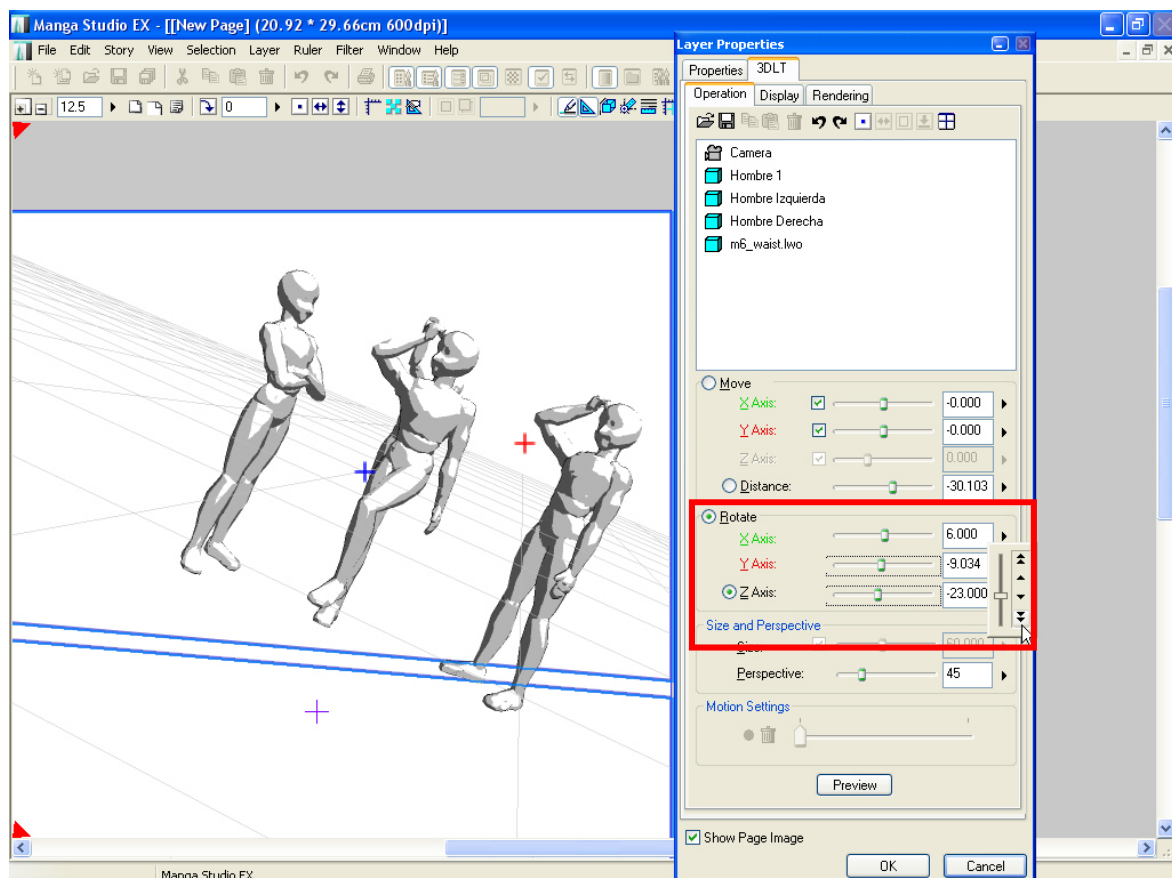 Manga Studio EX - [[New Page] (20.92 * 29.66cm 600dpi)]
File Edit Story View Selection Layer Ruler Filter Window Help
12.5
0
Layer Properties
Properties 3DLT
Operation Display Rendering
Camera
Hombre 1
Hombre Izquierda
Hombre Derecha
m6_waist.lwo
Move
X Axis: -0.000
Y Axis: -0.000
Z Axis: 0.000
Distance: -30.103
Rotate
X Axis: 6.000
Y Axis: -9.034
Z Axis: -23.000
Size and Perspective
Size: 60.000
Perspective: 45
Motion Settings
Preview
Show Page Image
OK Cancel
Manga Studio EX